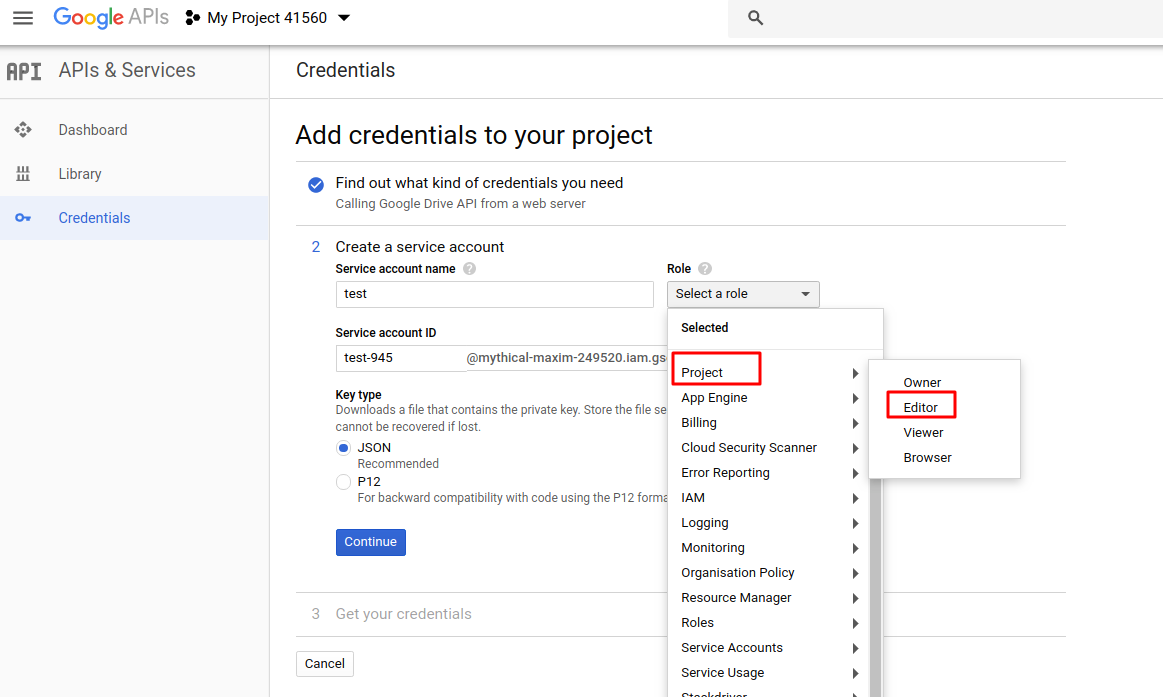 Google APIs My Project 41560
API APIs & Services
Credentials
Dashboard
Library
Credentials
Add credentials to your project
Find out what kind of credentials you need
Calling Google Drive API from a web server
2 Create a service account
Service account name ?
Role ?
test
Select a role
Service account ID
test-945 @mythical-maxim-249520.iam.gs
Key type
Downloads a file that contains the private key. Store the file se
cannot be recovered if lost.
JSON
Recommended
P12
For backward compatibility with code using the P12 forma
Continue
3 Get your credentials
Cancel
Selected
Project
App Engine
Billing
Cloud Security Scanner
Error Reporting
IAM
Logging
Monitoring
Organisation Policy
Resource Manager
Roles
Service Accounts
Service Usage
Stackdriver
Owner
Editor
Viewer
Browser